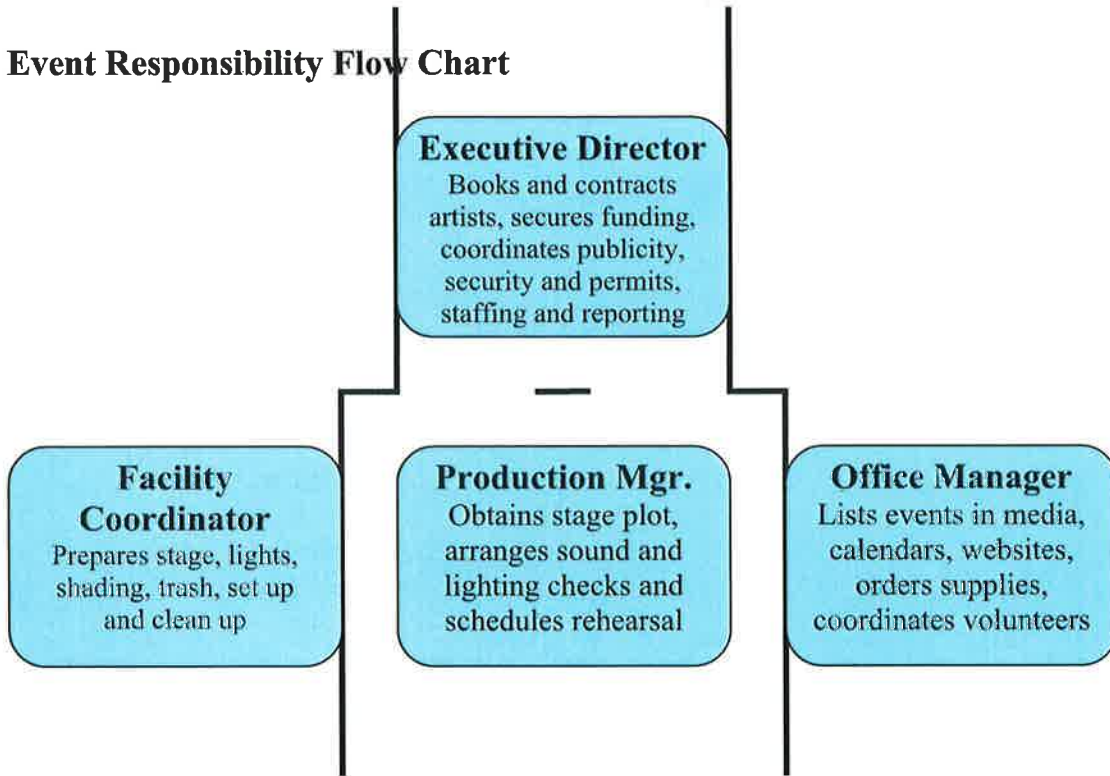 Event Responsibility Flow Chart
Executive Director
Books and contracts
artists, secures funding,
coordinates publicity,
security and permits,
staffing and reporting
Facility
Coordinator
Prepares stage, lights,
shading, trash, set up
and clean up
Production Mgr.
Obtains stage plot,
arranges sound and
lighting checks and
schedules rehearsal
Office Manager
Lists events in media,
calendars, websites,
orders supplies,
coordinates volunteers